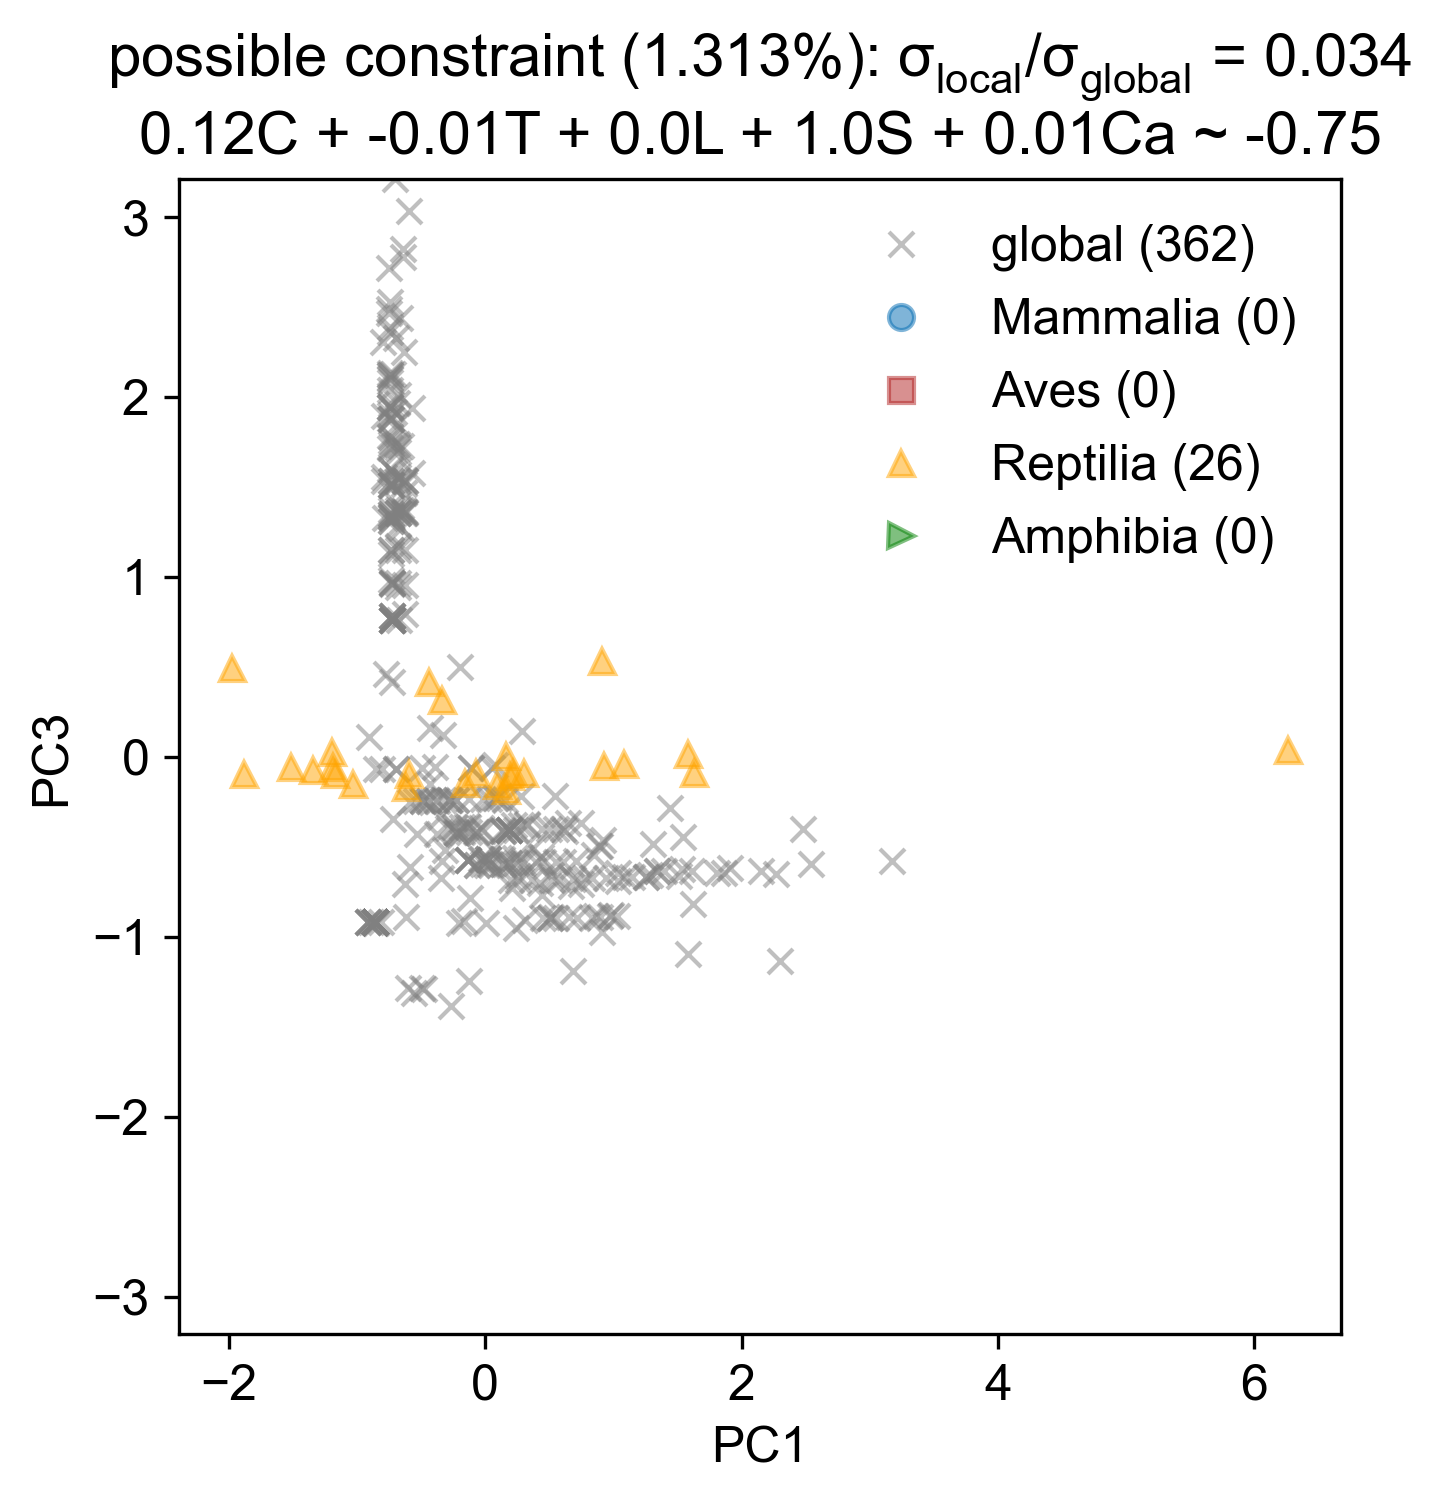 possible constraint (1.313%): σlocal/σglobal = 0.034
0.12C + -0.01T + 0.0L + 1.0S + 0.01Ca ~ -0.75
global (362)
Mammalia (0)
Aves (0)
Reptilia (26)
Amphibia (0)
3
2
1
0
−1
−2
−3
PC3
−2 0 2 4 6
PC1